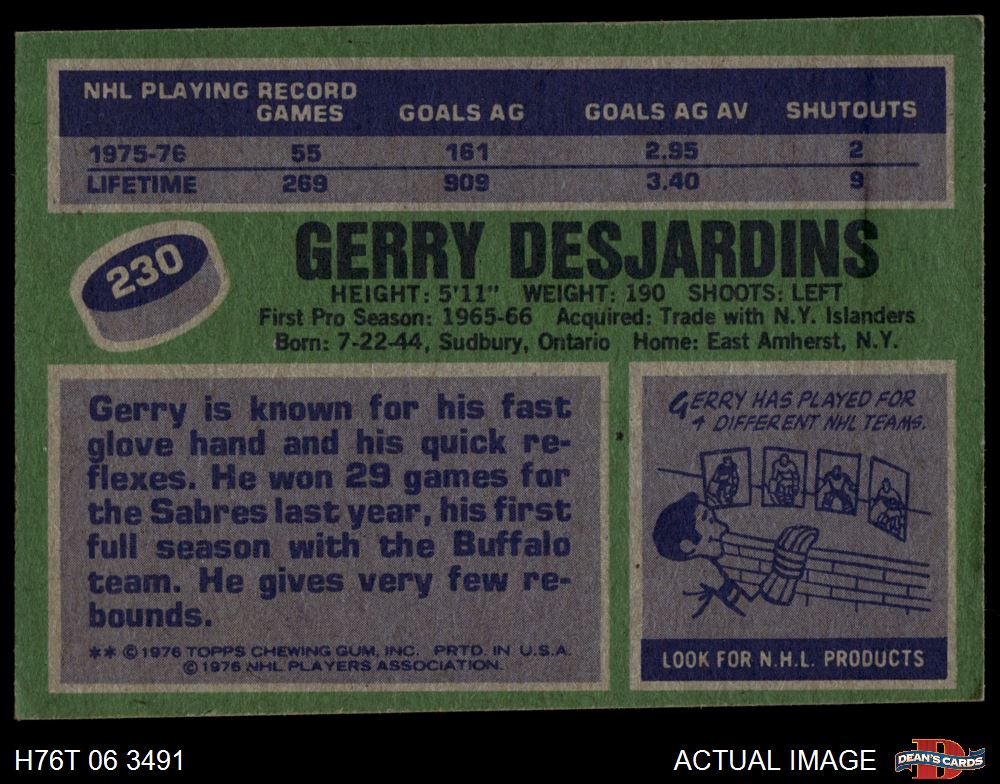 NHL PLAYING RECORD
GAMES GOALS AG GOALS AG AV SHUTOUTS
1975-76 55 161 2.95 2
LIFETIME 269 909 3.40 9
230
GERRY DESJARDINS
HEIGHT: 5'11" WEIGHT: 190 SHOOTS: LEFT
First Pro Season: 1965-66 Acquired: Trade with N.Y. Islanders
Born: 7-22-44, Sudbury, Ontario Home: East Amherst, N.Y.
Gerry is known for his fast
glove hand and his quick re-
flexes. He won 29 games for
the Sabres last year, his first
full season with the Buffalo
team. He gives very few re-
bounds.
** ©1976 TOPPS CHEWING GUM, INC. PRTD. IN U.S.A.
©1976 NHL PLAYERS ASSOCIATION.
GERRY HAS PLAYED FOR
4 DIFFERENT NHL TEAMS.
LOOK FOR N.H.L. PRODUCTS
H76T 06 3491
ACTUAL IMAGE
D
DEAN'S CARDS